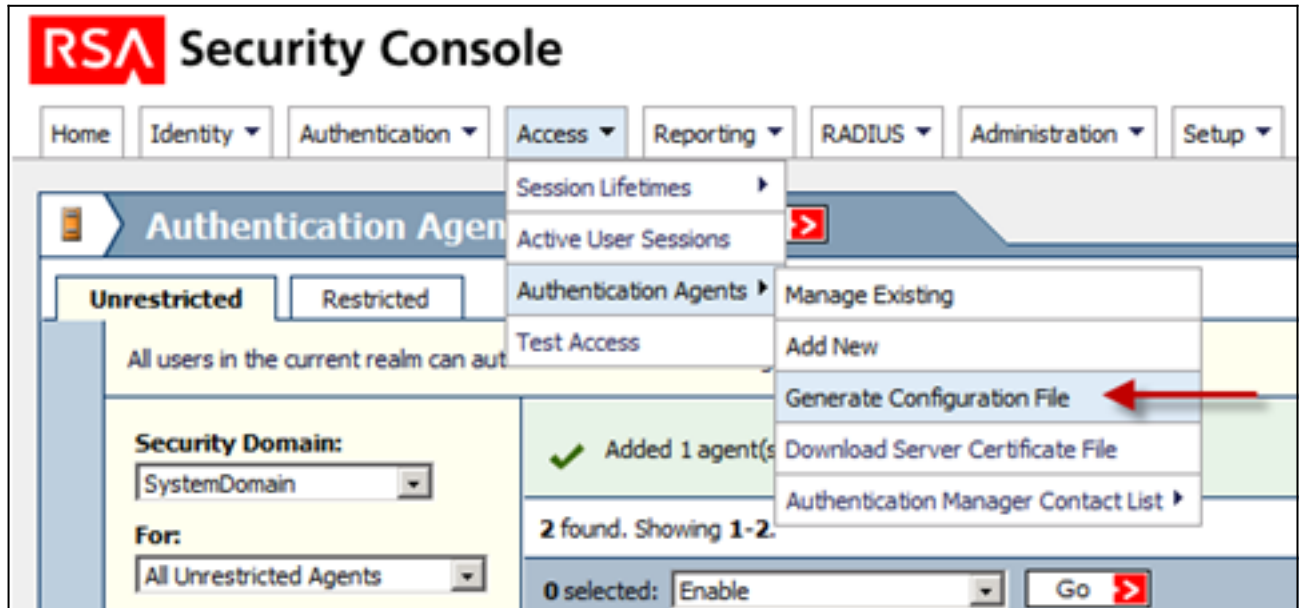 RSA Security Console
Home Identity Authentication Access Reporting RADIUS Administration Setup
Session Lifetimes
Authentication Agen
Active User Sessions
Unrestricted Restricted
Authentication Agents
Manage Existing
Test Access
Add New
All users in the current realm can aut
Generate Configuration File
Security Domain:
Added 1 agent(s
Download Server Certificate File
SystemDomain
Authentication Manager Contact List
For:
2 found. Showing 1-2.
All Unrestricted Agents
0 selected: Enable Go